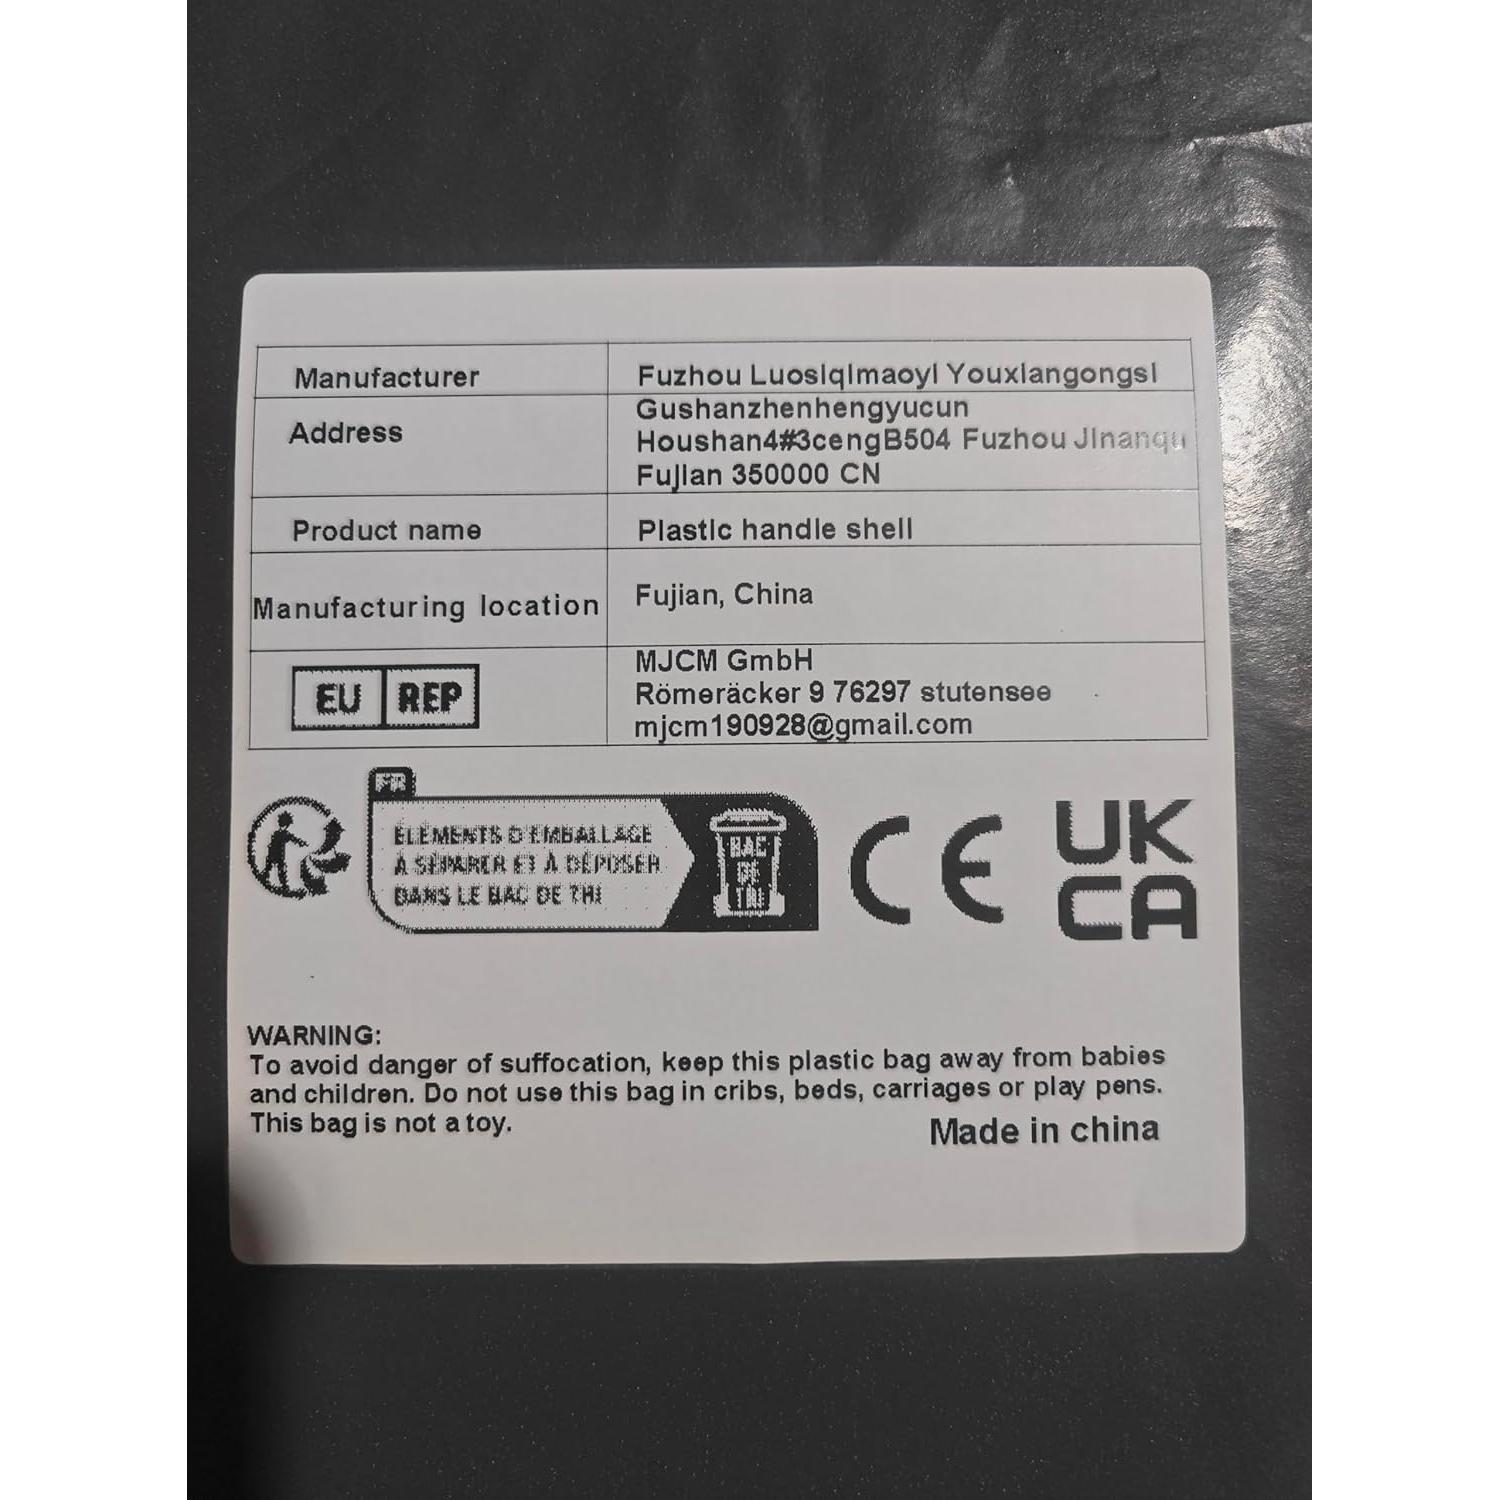 Manufacturer
Fuzhou LuosIqImaoyI YouxIangongsI
Address
Gushanzhenhengyucun
Houshan4#3cengB504 Fuzhou JInanqu
FujIan 350000 CN
Product name
PlastIc handle shell
Manufacturing location
Fujian, China
EU REP
MJCM GmbH
Römeräcker 9 76297 stutensee
mjcm190928@gmail.com
FR
ÉLÉMENTS D'EMBALLAGE
À SÉPARER ET À DÉPOSER
DANS LE BAC DE TRI
BAC
DE
TRI
CE
UK
CA
WARNING:
To avoid danger of suffocation, keep this plastic bag away from babies
and children. Do not use this bag in cribs, beds, carriages or play pens.
This bag is not a toy.
Made in china